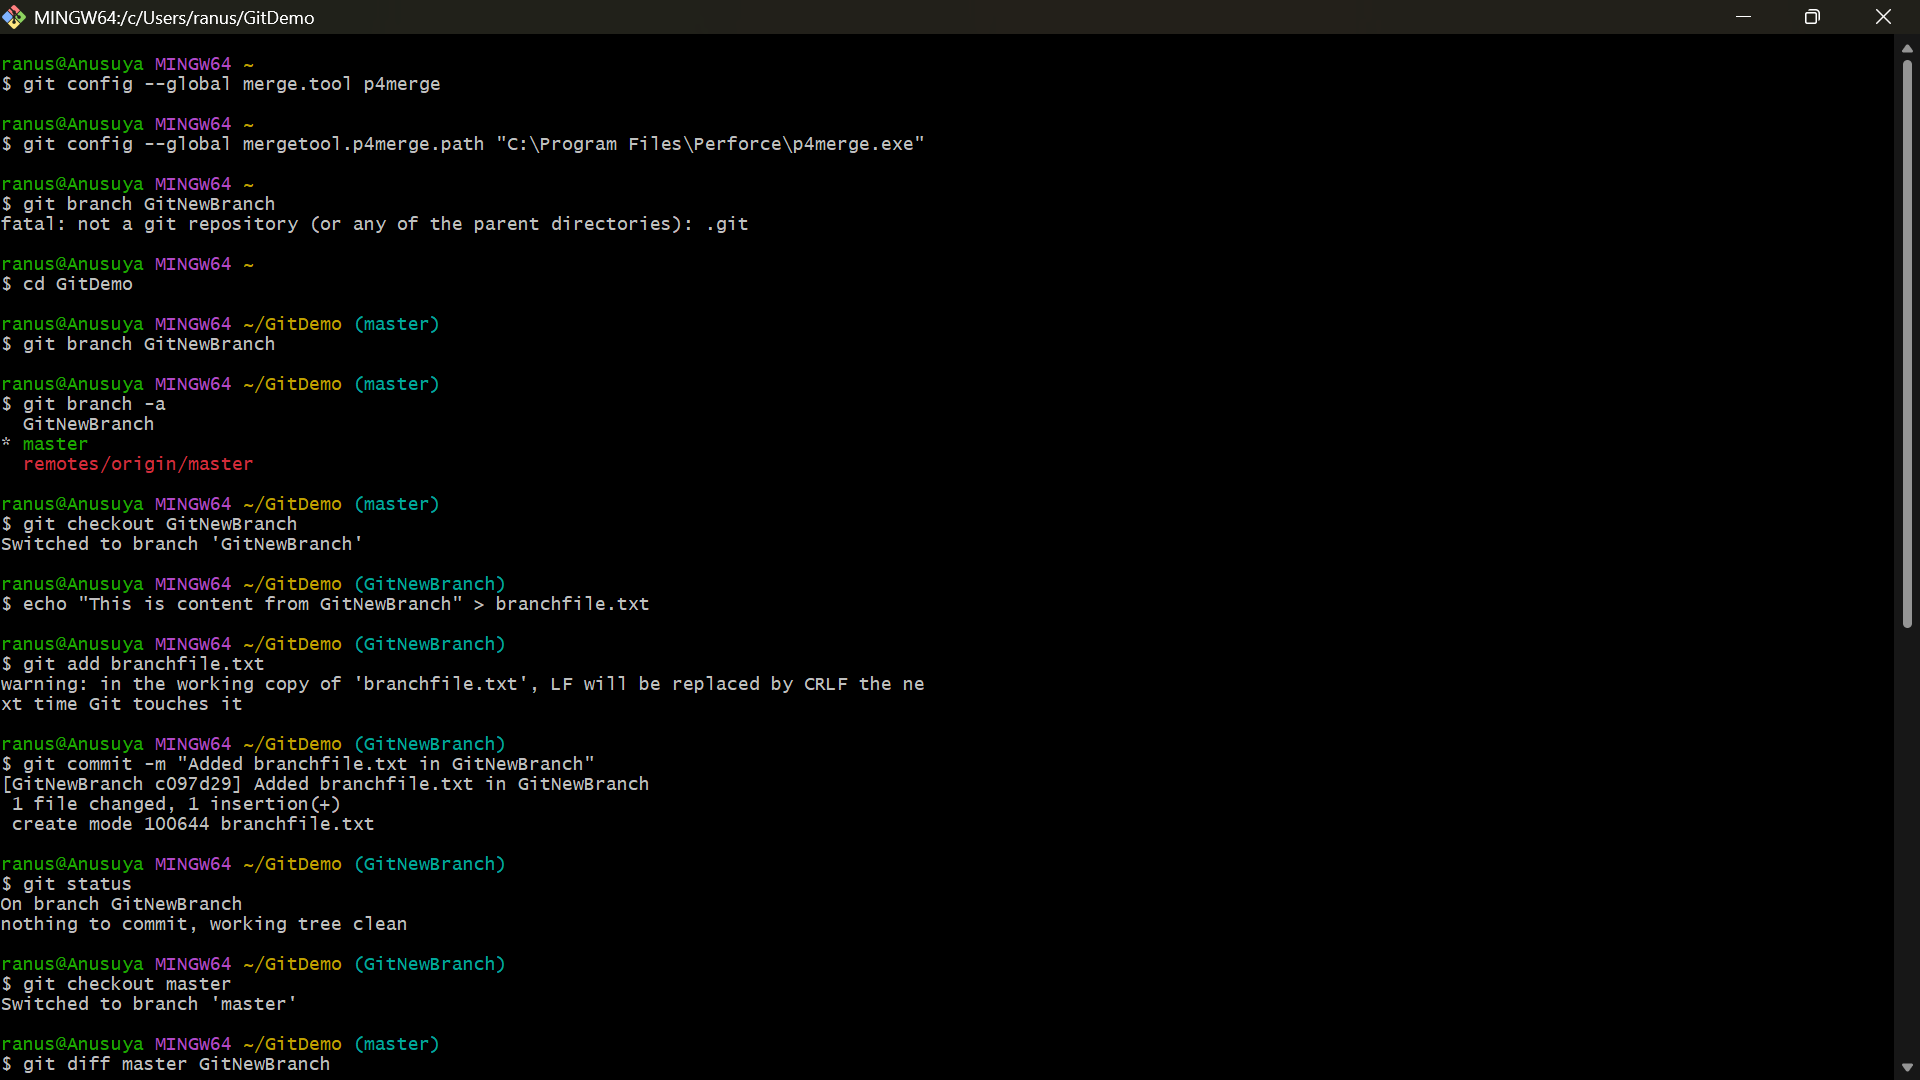 MINGW64:/c/Users/ranus/GitDemo
ranus@Anusuya MINGW64 ~
$ git config --global merge.tool p4merge
ranus@Anusuya MINGW64 ~
$ git config --global mergetool.p4merge.path "C:\Program Files\Perforce\p4merge.exe"
ranus@Anusuya MINGW64 ~
$ git branch GitNewBranch
fatal: not a git repository (or any of the parent directories): .git
ranus@Anusuya MINGW64 ~
$ cd GitDemo
ranus@Anusuya MINGW64 ~/GitDemo (master)
$ git branch GitNewBranch
ranus@Anusuya MINGW64 ~/GitDemo (master)
$ git branch -a
  GitNewBranch
* master
  remotes/origin/master
ranus@Anusuya MINGW64 ~/GitDemo (master)
$ git checkout GitNewBranch
Switched to branch 'GitNewBranch'
ranus@Anusuya MINGW64 ~/GitDemo (GitNewBranch)
$ echo "This is content from GitNewBranch" > branchfile.txt
ranus@Anusuya MINGW64 ~/GitDemo (GitNewBranch)
$ git add branchfile.txt
warning: in the working copy of 'branchfile.txt', LF will be replaced by CRLF the ne
xt time Git touches it
ranus@Anusuya MINGW64 ~/GitDemo (GitNewBranch)
$ git commit -m "Added branchfile.txt in GitNewBranch"
[GitNewBranch c097d29] Added branchfile.txt in GitNewBranch
 1 file changed, 1 insertion(+)
 create mode 100644 branchfile.txt
ranus@Anusuya MINGW64 ~/GitDemo (GitNewBranch)
$ git status
On branch GitNewBranch
nothing to commit, working tree clean
ranus@Anusuya MINGW64 ~/GitDemo (GitNewBranch)
$ git checkout master
Switched to branch 'master'
ranus@Anusuya MINGW64 ~/GitDemo (master)
$ git diff master GitNewBranch